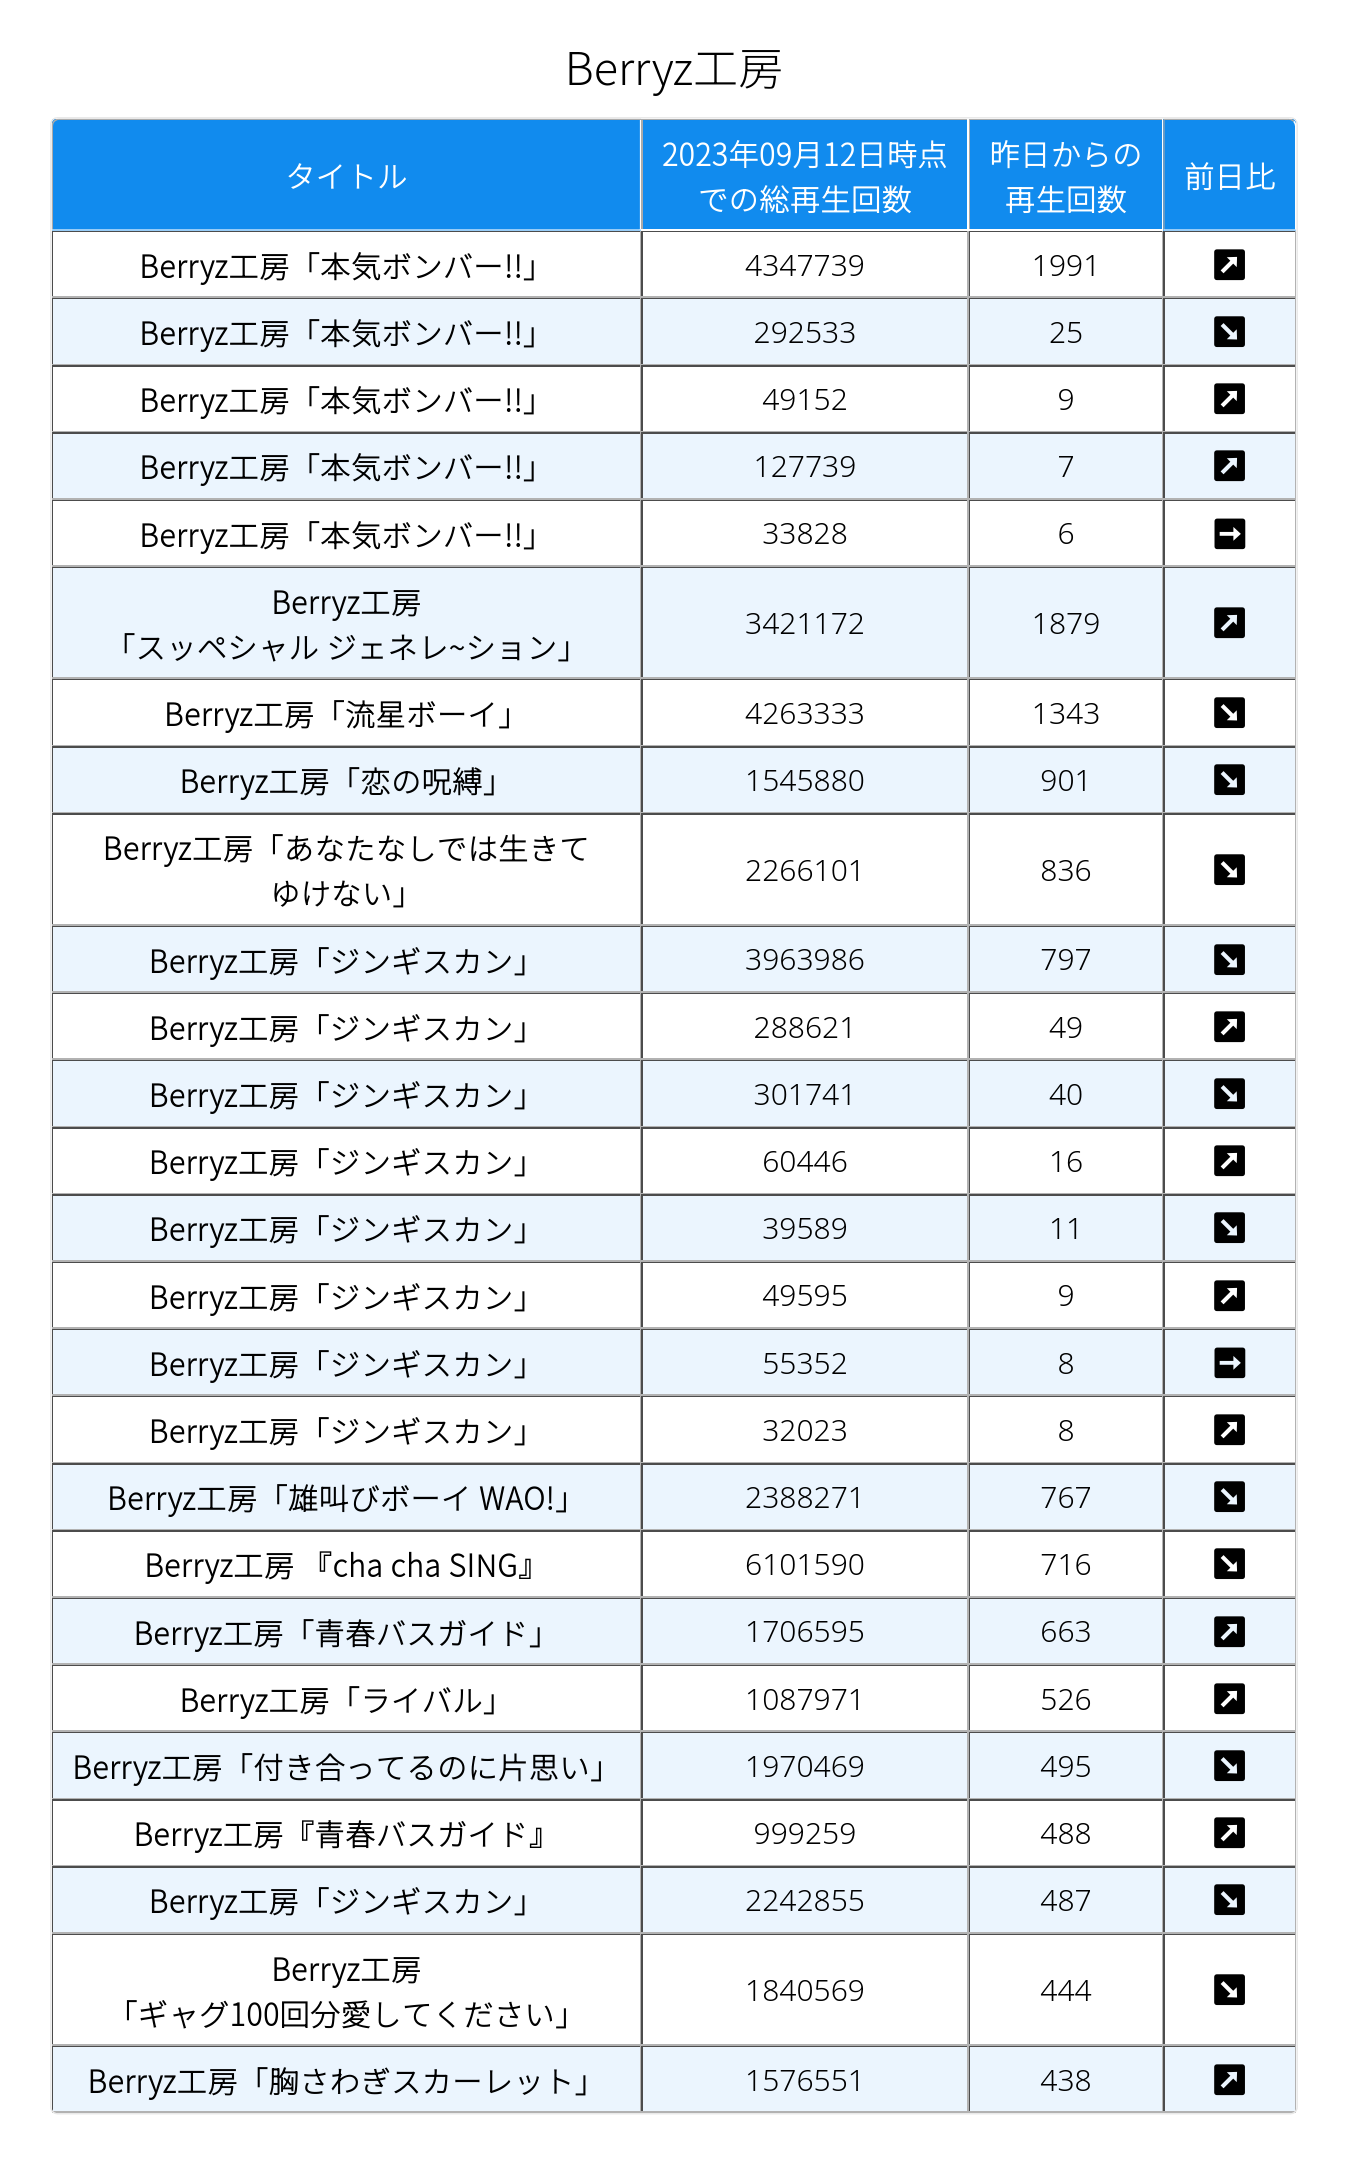 Berryz工房
タイトル 2023年09月12日時点 昨日からの 前日比
での総再生回数 再生回数
Berryz工房「本気ボンバー!!」 4347739 1991 ↗
Berryz工房「本気ボンバー!!」 292533 25 ↘
Berryz工房「本気ボンバー!!」 49152 9 ↗
Berryz工房「本気ボンバー!!」 127739 7 ↗
Berryz工房「本気ボンバー!!」 33828 6 →
Berryz工房
「スッペシャル ジェネレ~ション」 3421172 1879 ↗
Berryz工房「流星ボーイ」 4263333 1343 ↘
Berryz工房「恋の呪縛」 1545880 901 ↘
Berryz工房「あなたなしでは生きて
ゆけない」 2266101 836 ↘
Berryz工房「ジンギスカン」 3963986 797 ↘
Berryz工房「ジンギスカン」 288621 49 ↗
Berryz工房「ジンギスカン」 301741 40 ↘
Berryz工房「ジンギスカン」 60446 16 ↗
Berryz工房「ジンギスカン」 39589 11 ↘
Berryz工房「ジンギスカン」 49595 9 ↗
Berryz工房「ジンギスカン」 55352 8 →
Berryz工房「ジンギスカン」 32023 8 ↗
Berryz工房「雄叫びボーイ WAO!」 2388271 767 ↘
Berryz工房 『cha cha SING』 6101590 716 ↘
Berryz工房「青春バスガイド」 1706595 663 ↗
Berryz工房「ライバル」 1087971 526 ↗
Berryz工房「付き合ってるのに片思い」 1970469 495 ↘
Berryz工房『青春バスガイド』 999259 488 ↗
Berryz工房「ジンギスカン」 2242855 487 ↘
Berryz工房
「ギャグ100回分愛してください」 1840569 444 ↘
Berryz工房「胸さわぎスカーレット」 1576551 438 ↗